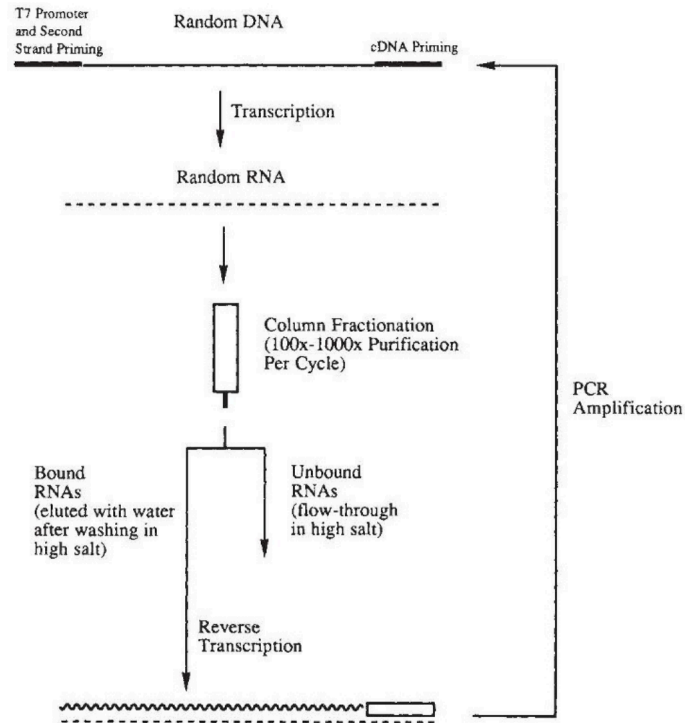 T7 Promoter
and Second
Strand Priming
Random DNA
cDNA Priming
Transcription
Random RNA
Column Fractionation
(100x-1000x Purification
Per Cycle)
PCR
Amplification
Bound
RNAs
(eluted with water
after washing in
high salt)
Unbound
RNAs
(flow-through
in high salt)
Reverse
Transcription